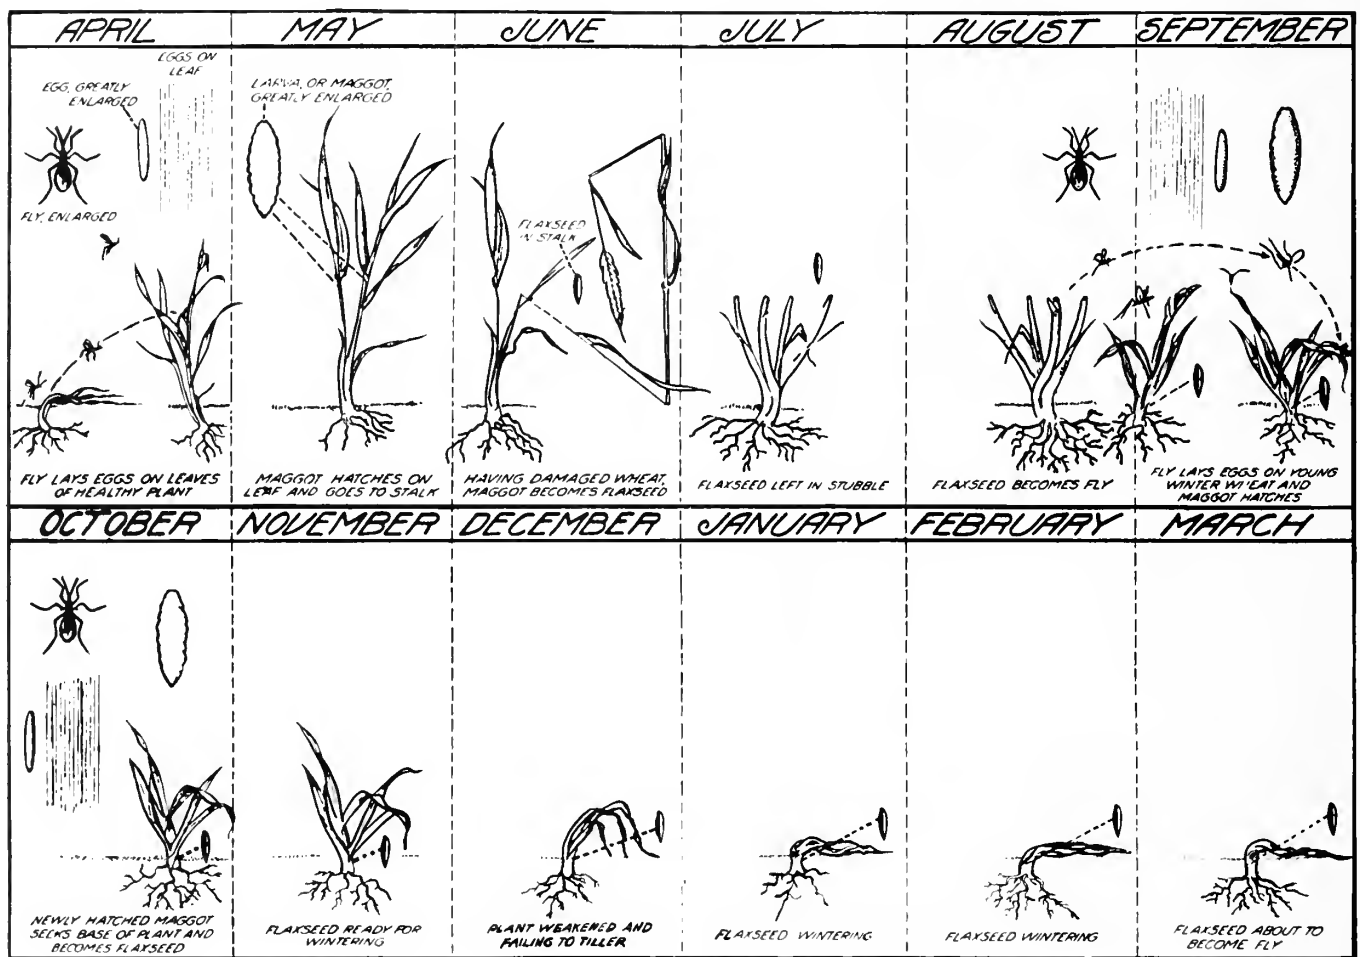 APRIL
MAY
JUNE
JULY
AUGUST
SEPTEMBER
EGGS ON
LEAF
EGG, GREATLY
ENLARGED
FLY, ENLARGED
FLY LAYS EGGS ON LEAVES
OF HEALTHY PLANT
LARVA, OR MAGGOT,
GREATLY ENLARGED
MAGGOT HATCHES ON
LEAF AND GOES TO STALK
FLAXSEED
IN STALK
HAVING DAMAGED WHEAT,
MAGGOT BECOMES FLAXSEED
FLAXSEED LEFT IN STUBBLE
FLAXSEED BECOMES FLY
FLY LAYS EGGS ON YOUNG
WINTER WHEAT AND
MAGGOT HATCHES
OCTOBER
NOVEMBER
DECEMBER
JANUARY
FEBRUARY
MARCH
NEWLY HATCHED MAGGOT
SEEKS BASE OF PLANT AND
BECOMES FLAXSEED
FLAXSEED READY FOR
WINTERING
PLANT WEAKENED AND
FAILING TO TILLER
FLAXSEED WINTERING
FLAXSEED WINTERING
FLAXSEED ABOUT TO
BECOME FLY